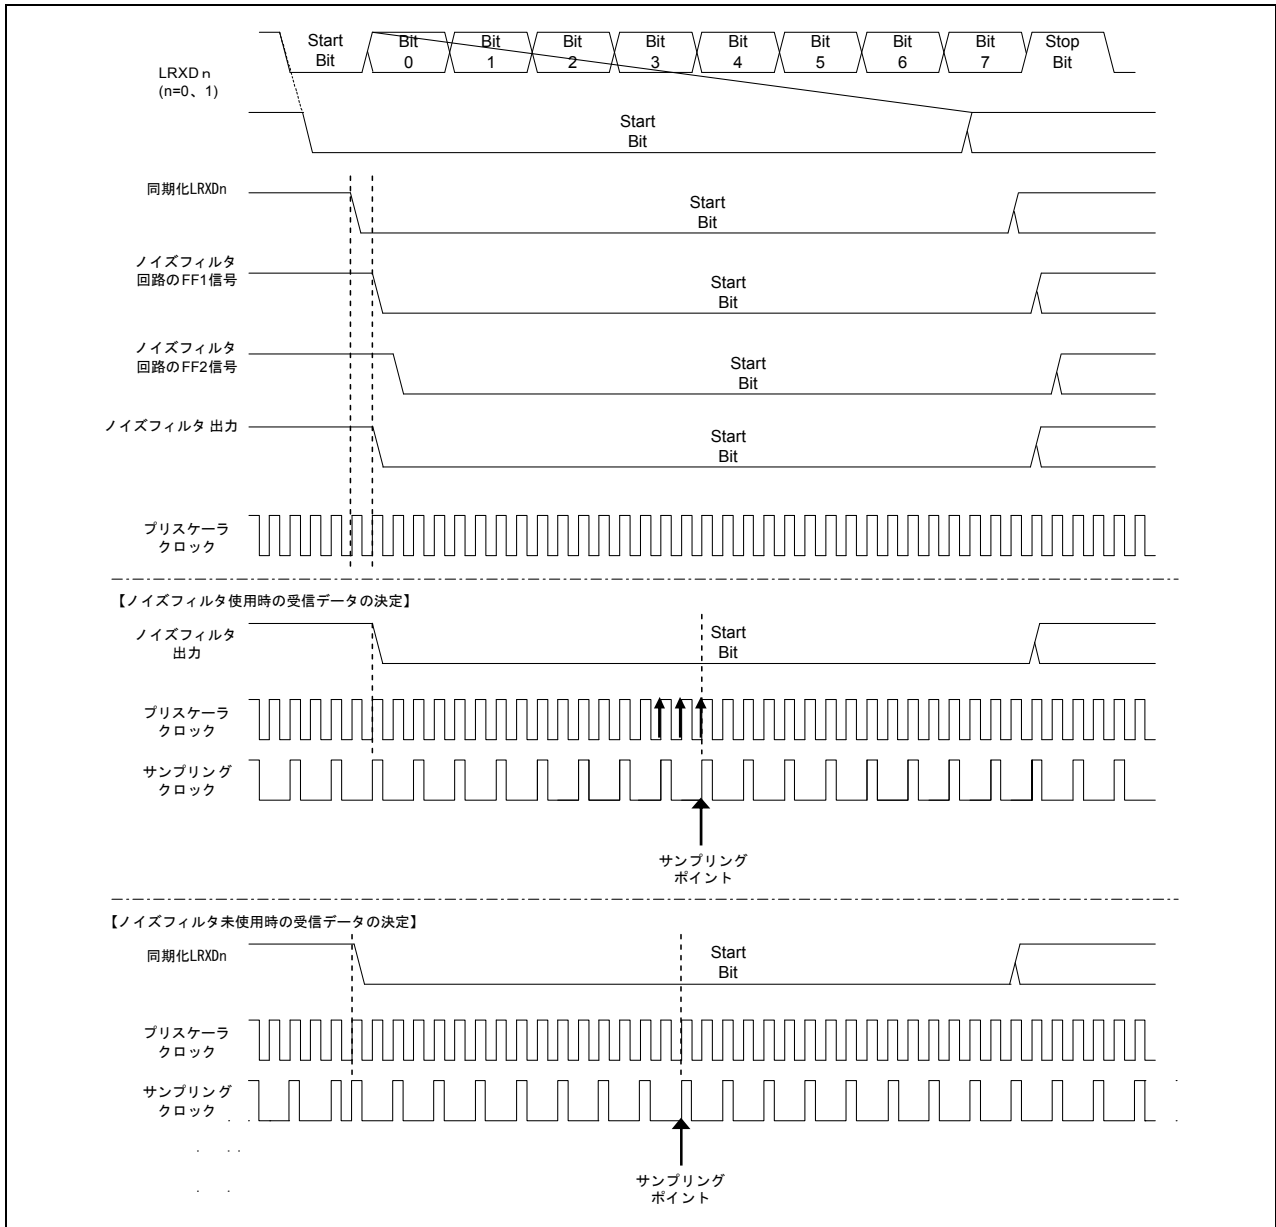 Start Bit Bit Bit Bit Bit Bit Bit Bit Stop
Bit 0 1 2 3 4 5 6 7 Bit
LRXDｎ
(n=0、1)
Start
Bit
同期化LRXDn
Start
Bit
ノイズフィルタ
回路のFF1信号
Start
Bit
ノイズフィルタ
回路のFF2信号
Start
Bit
ノイズフィルタ 出力
Start
Bit
プリスケーラ
クロック
【ノイズフィルタ使用時の受信データの決定】
ノイズフィルタ
出力
Start
Bit
プリスケーラ
クロック
サンプリング
クロック
サンプリング
ポイント
【ノイズフィルタ未使用時の受信データの決定】
同期化LRXDn
Start
Bit
プリスケーラ
クロック
サンプリング
クロック
サンプリング
ポイント